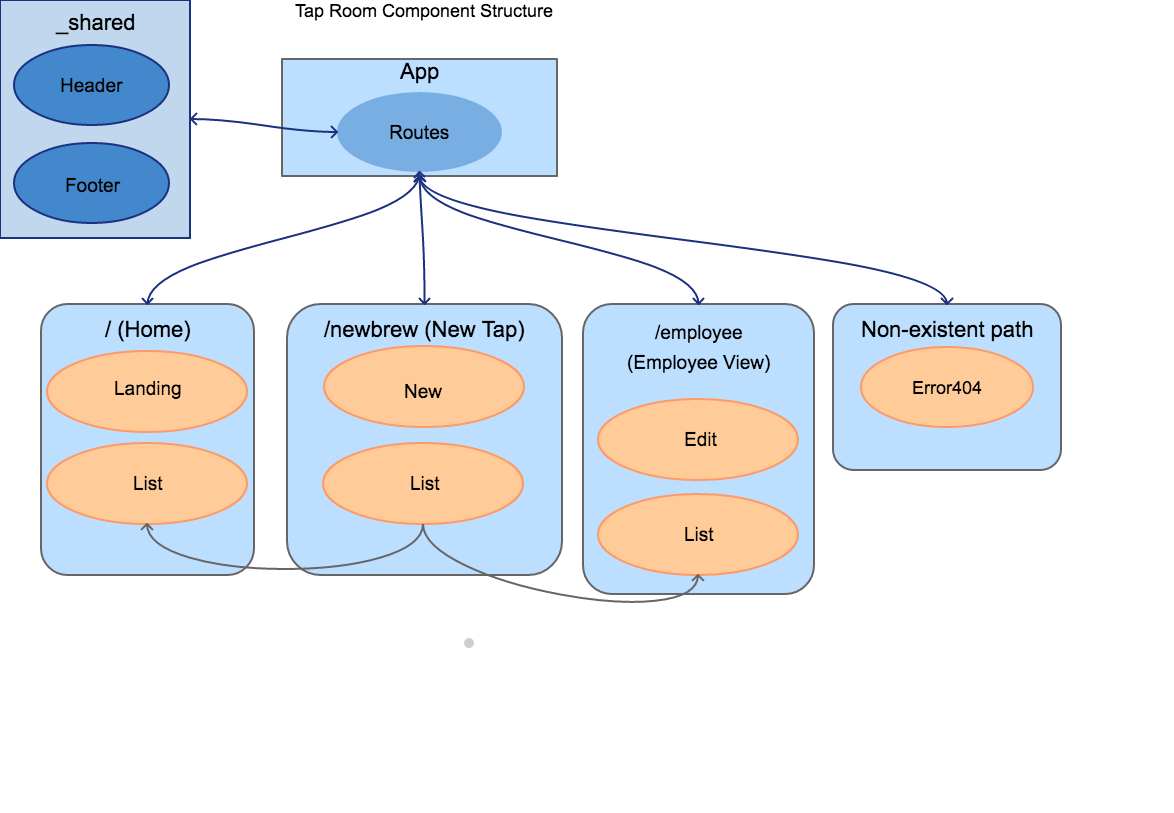 Tap Room Component Structure
_shared
Header
Footer
App
Routes
/ (Home)
Landing
List
/newbrew (New Tap)
New
List
/employee
(Employee View)
Edit
List
Non-existent path
Error404